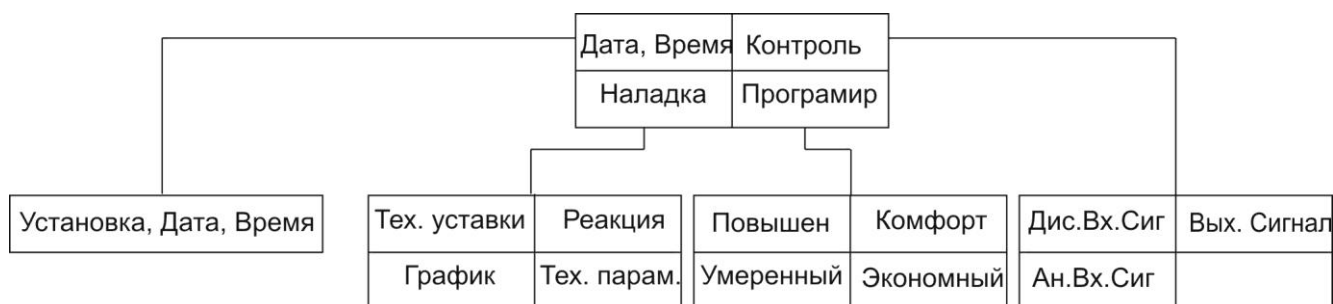 Дата, Время Контроль
Наладка Програмир
Установка, Дата, Время
Тех. уставки Реакция
График Тех. парам.
Повышен Комфорт
Умеренный Экономный
Дис.Вх.Сиг Вых. Сигнал
Ан.Вх.Сиг